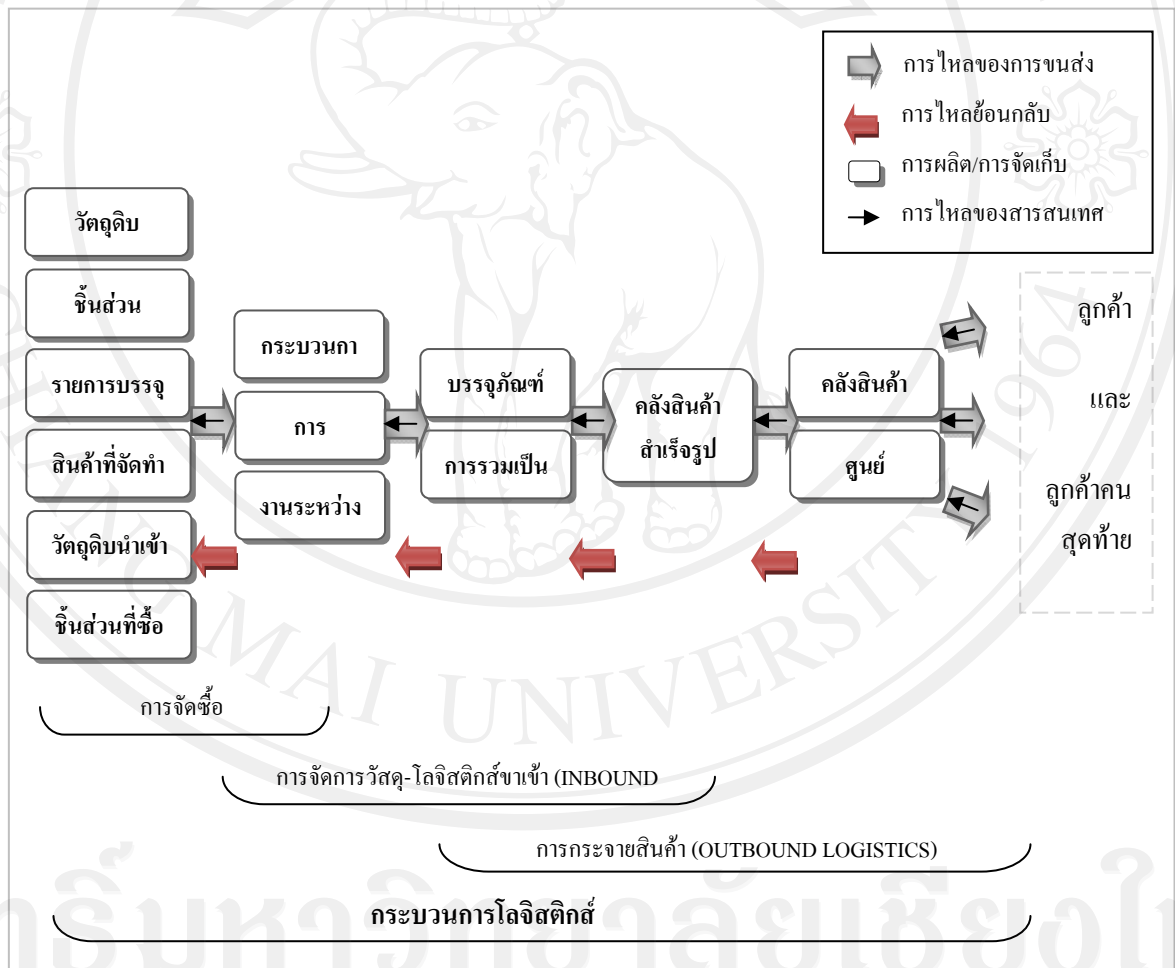 การไหลของการขนส่ง
การไหลย้อนกลับ
การผลิต/การจัดเก็บ
การไหลของสารสนเทศ
วัตถุดิบ
ชิ้นส่วน
รายการบรรจุ
สินค้าที่จัดทำ
วัตถุดิบนำเข้า
ชิ้นส่วนที่ซื้อ
กระบวนกา
การ
งานระหว่าง
บรรจุภัณฑ์
การรวมเป็น
คลังสินค้า
สำเร็จรูป
คลังสินค้า
ศูนย์
ลูกค้า
และ
ลูกค้าคน
สุดท้าย
การจัดซื้อ
การจัดการวัสดุ-โลจิสติกส์ขาเข้า (INBOUND
การกระจายสินค้า (OUTBOUND LOGISTICS)
กระบวนการโลจิสติกส์
MAI UNIVERSITY 1964